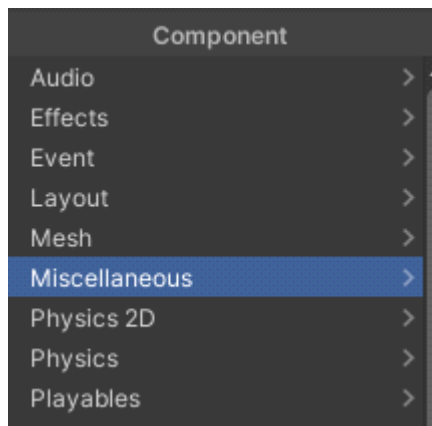 Component
Audio
Effects
Event
Layout
Mesh
Miscellaneous
Physics 2D
Physics
Playables